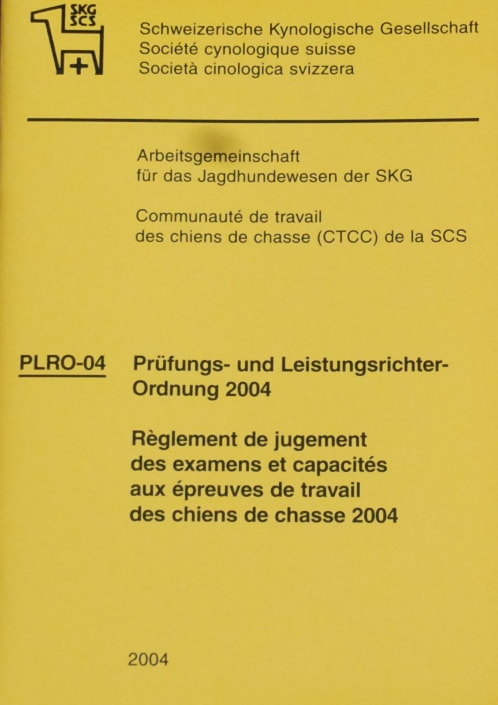 SKG
SCS
Schweizerische Kynologische Gesellschaft
Société cynologique suisse
Società cinologica svizzera
Arbeitsgemeinschaft
für das Jagdhundewesen der SKG
Communauté de travail
des chiens de chasse (CTCC) de la SCS
PLRO-04 Prüfungs- und Leistungsrichter-
Ordnung 2004
Règlement de jugement
des examens et capacités
aux épreuves de travail
des chiens de chasse 2004
2004